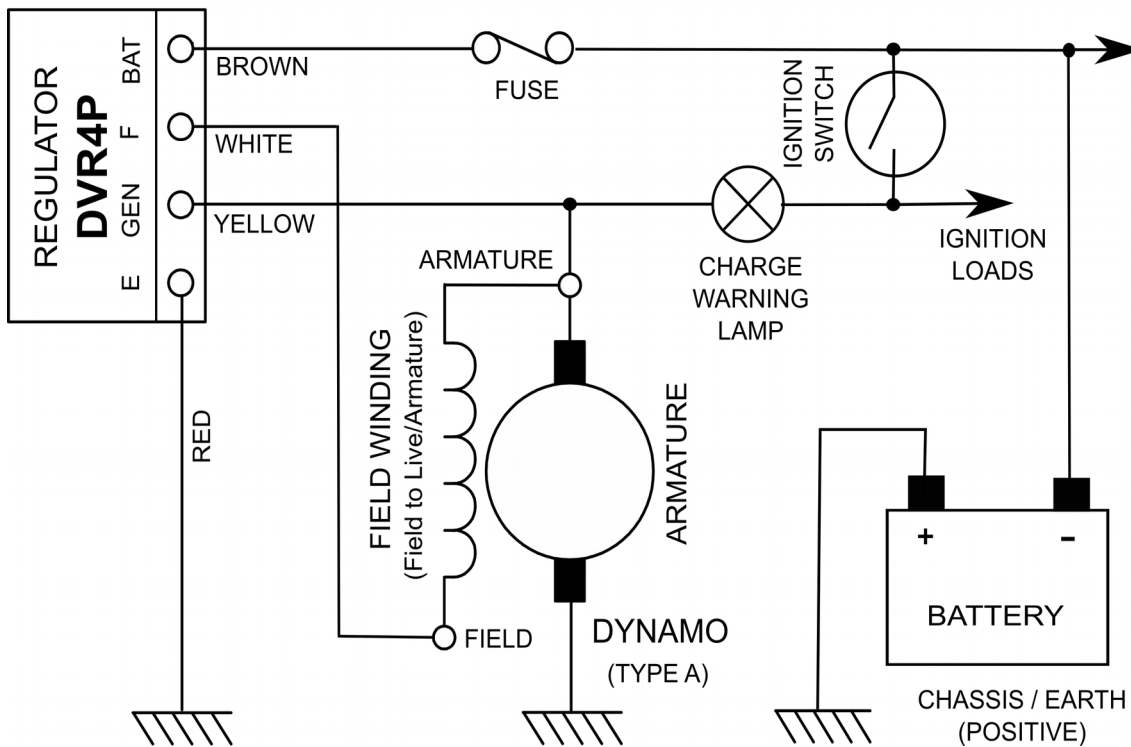 REGULATOR
DVR4P
BAT
F
GEN
E
BROWN
WHITE
YELLOW
RED
FUSE
IGNITION
SWITCH
IGNITION
LOADS
CHARGE
WARNING
LAMP
ARMATURE
FIELD WINDING
(Field to Live/Armature)
ARMATURE
FIELD
DYNAMO
(TYPE A)
+
-
BATTERY
CHASSIS / EARTH
(POSITIVE)